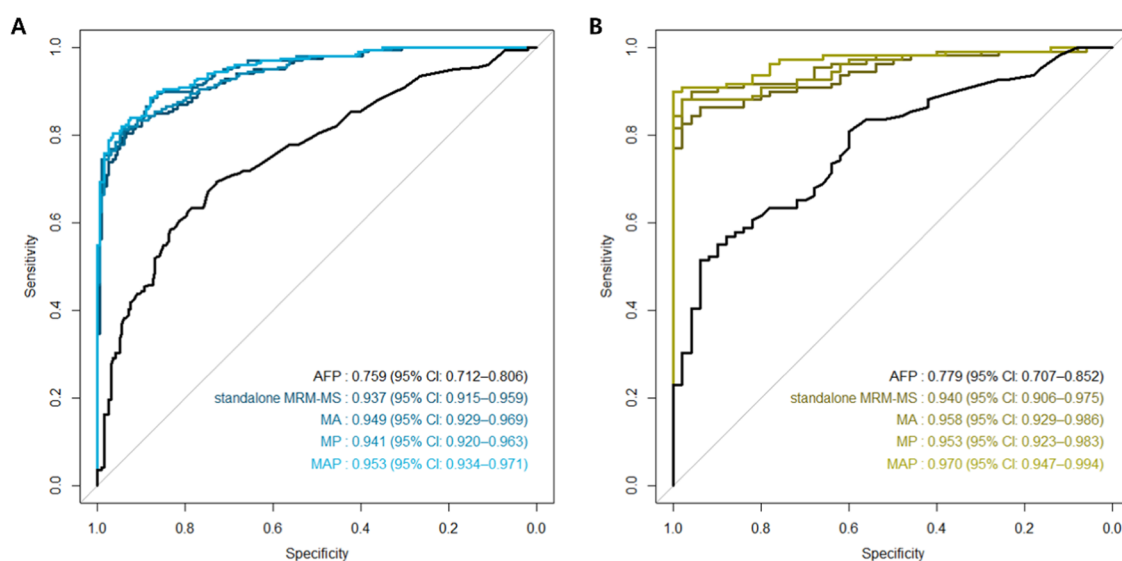 A
1.0
0.8
0.6
0.4
0.2
0.0
Sensitivity
AFP : 0.759 (95% CI: 0.712–0.806)
standalone MRM-MS : 0.937 (95% CI: 0.915–0.959)
MA : 0.949 (95% CI: 0.929–0.969)
MP : 0.941 (95% CI: 0.920–0.963)
MAP : 0.953 (95% CI: 0.934–0.971)
1.0 0.8 0.6 0.4 0.2 0.0
Specificity
B
1.0
0.8
0.6
0.4
0.2
0.0
Sensitivity
AFP : 0.779 (95% CI: 0.707–0.852)
standalone MRM-MS : 0.940 (95% CI: 0.906–0.975)
MA : 0.958 (95% CI: 0.929–0.986)
MP : 0.953 (95% CI: 0.923–0.983)
MAP : 0.970 (95% CI: 0.947–0.994)
1.0 0.8 0.6 0.4 0.2 0.0
Specificity